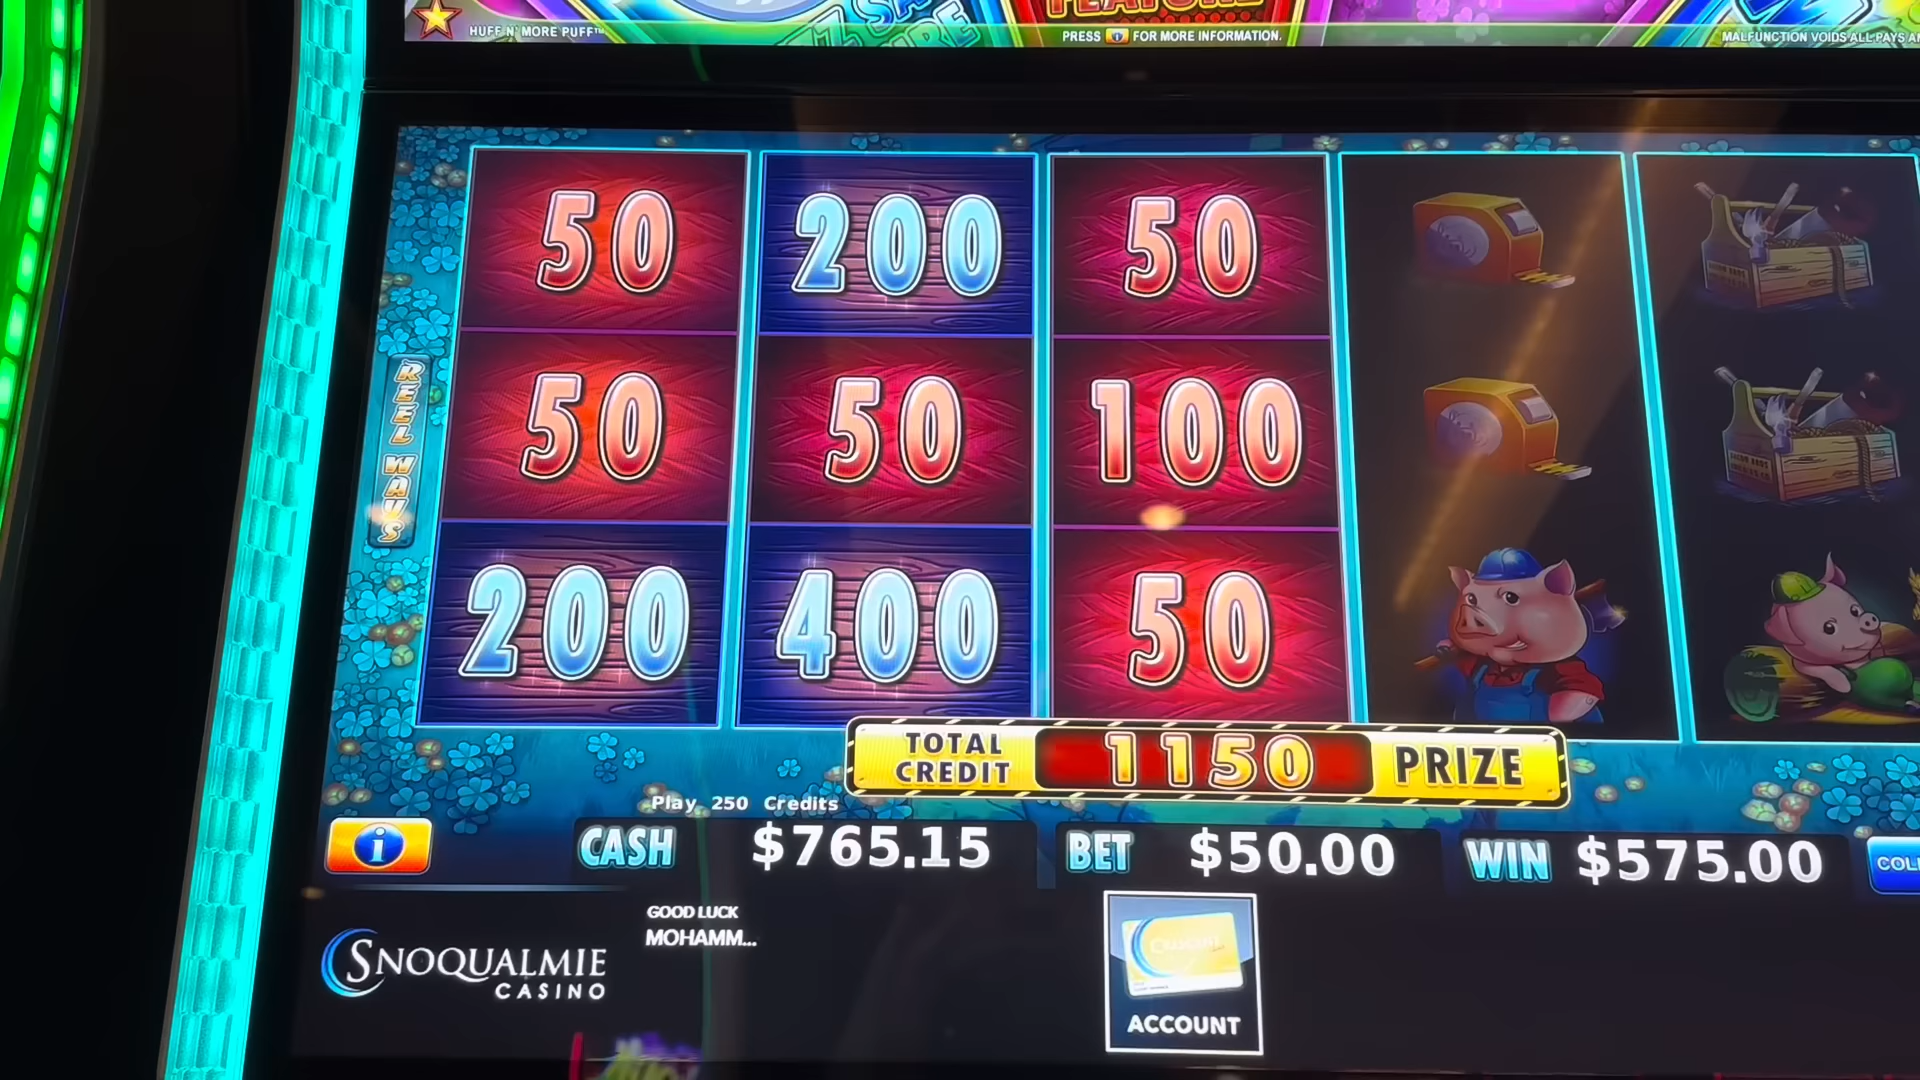 FEATURE
HUFF N' MORE PUFF™
PRESS i FOR MORE INFORMATION.
MALFUNCTION VOIDS ALL PAYS
50 200 50
50 50 100
200 400 50
REEL WAYS
TOTAL CREDIT 1150 PRIZE
Play 250 Credits
i CASH $765.15 BET $50.00 WIN $575.00
GOOD LUCK
MOHAMM...
SNOQUALMIE
CASINO
ACCOUNT